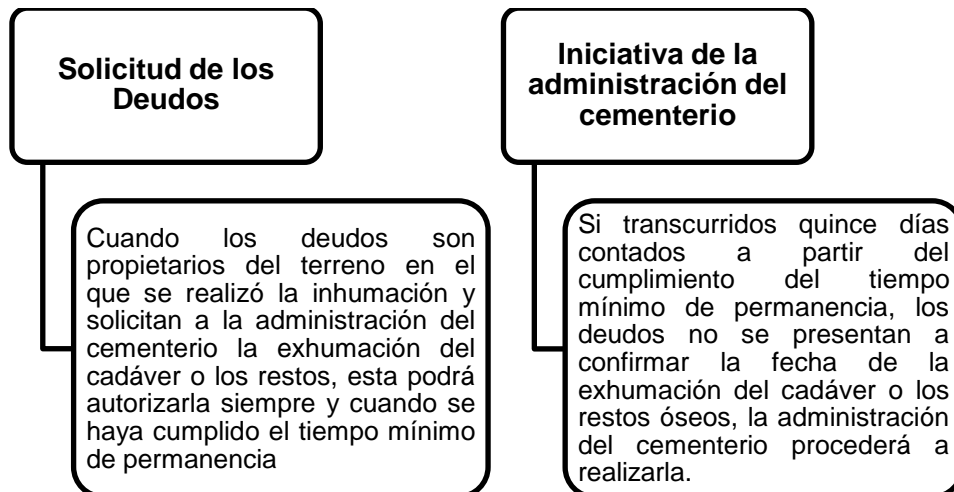 Solicitud de los
Deudos
Cuando los deudos son
propietarios del terreno en el
que se realizó la inhumación y
solicitan a la administración del
cementerio la exhumación del
cadáver o los restos, esta podrá
autorizarla siempre y cuando se
haya cumplido el tiempo mínimo
de permanencia
Iniciativa de la
administración del
cementerio
Si transcurridos quince días
contados a partir del
cumplimiento del tiempo
mínimo de permanencia, los
deudos no se presentan a
confirmar la fecha de la
exhumación del cadáver o los
restos óseos, la administración
del cementerio procederá a
realizarla.